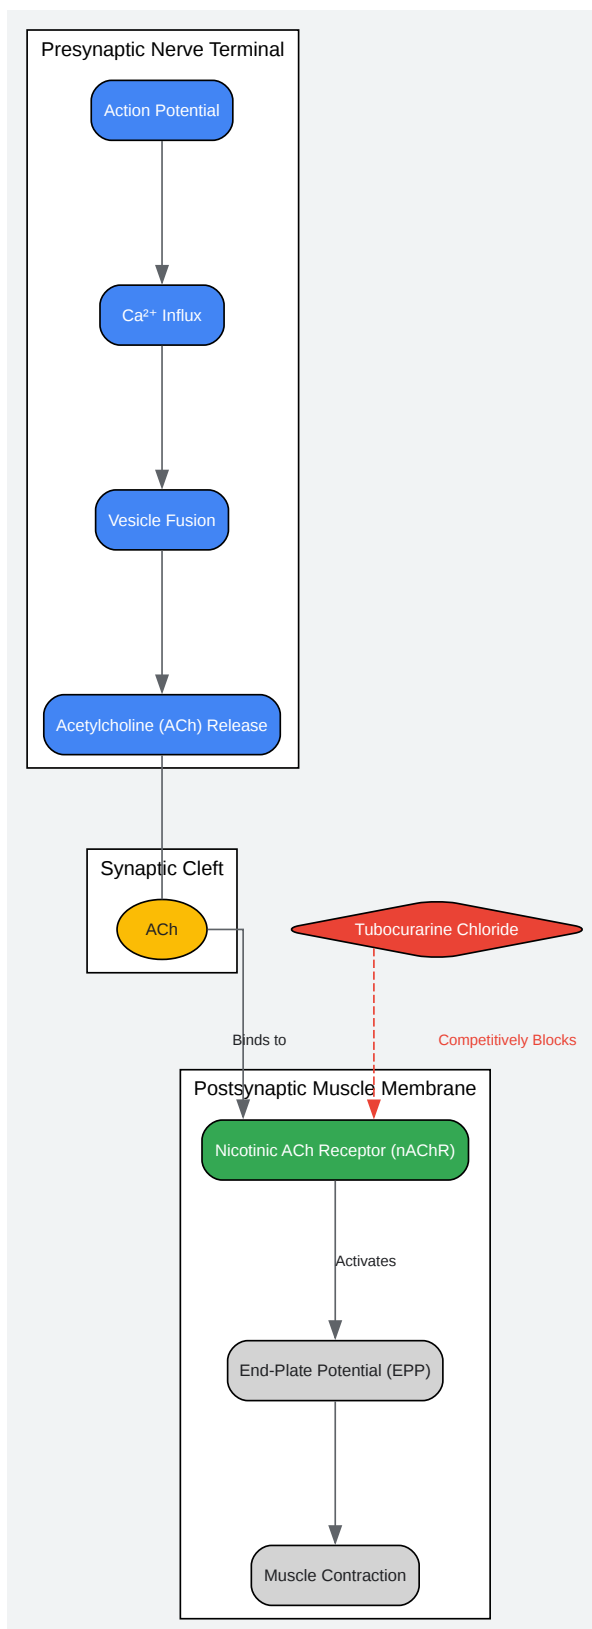 Presynaptic Nerve Terminal
Action Potential
Ca²⁺ Influx
Vesicle Fusion
Acetylcholine (ACh) Release
Synaptic Cleft
ACh
Tubocurarine Chloride
Binds to
Competitively Blocks
Postsynaptic Muscle Membrane
Nicotinic ACh Receptor (nAChR)
Activates
End-Plate Potential (EPP)
Muscle Contraction